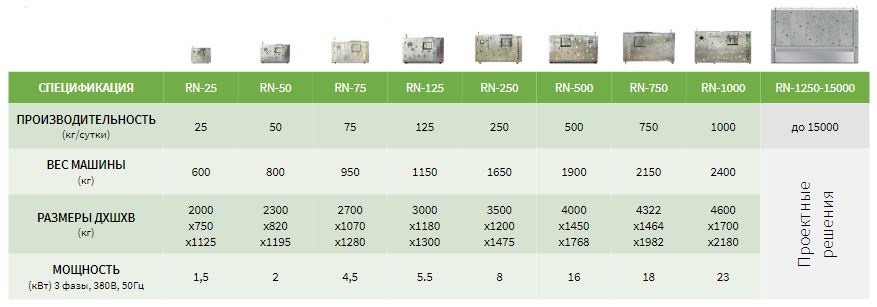 СПЕЦИФИКАЦИЯ RN-25 RN-50 RN-75 RN-125 RN-250 RN-500 RN-750 RN-1000 RN-1250-15000
ПРОИЗВОДИТЕЛЬНОСТЬ
(кг/сутки)
25 50 75 125 250 500 750 1000 до 15000
ВЕС МАШИНЫ
(кг)
600 800 950 1150 1650 1900 2150 2400
РАЗМЕРЫ ДХШХВ
(кг)
2000 2300 2700 3000 3500 4000 4322 4600
x750 x820 x1070 x1180 x1200 x1450 x1464 x1700
x1125 x1195 x1280 x1300 x1475 x1768 x1982 x2180
МОЩНОСТЬ
(кВт) 3 фазы, 380В, 50Гц
1,5 2 4,5 5.5 8 16 18 23
Проектные
решения